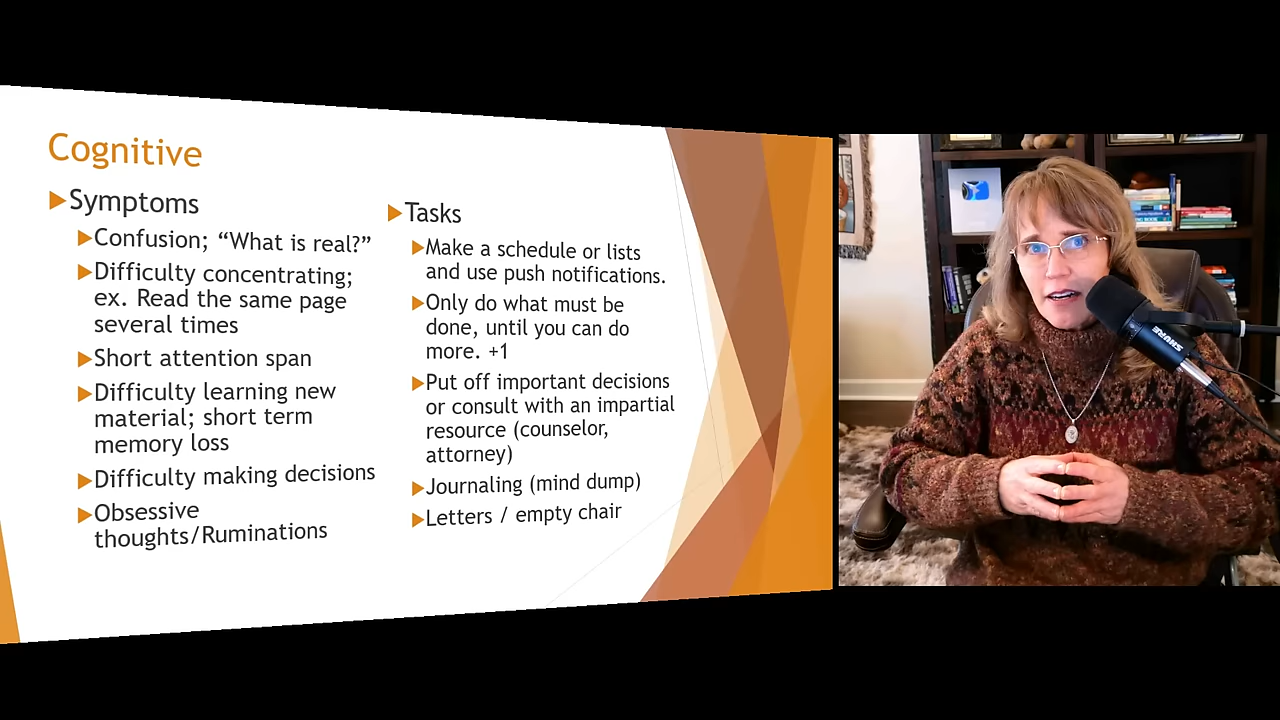 Cognitive
Symptoms
Confusion; “What is real?”
Difficulty concentrating;
ex. Read the same page
several times
Short attention span
Difficulty learning new
material; short term
memory loss
Difficulty making decisions
Obsessive
thoughts/Ruminations
Tasks
Make a schedule or lists
and use push notifications.
Only do what must be
done, until you can do
more. +1
Put off important decisions
or consult with an impartial
resource (counselor,
attorney)
Journaling (mind dump)
Letters / empty chair
SHURE